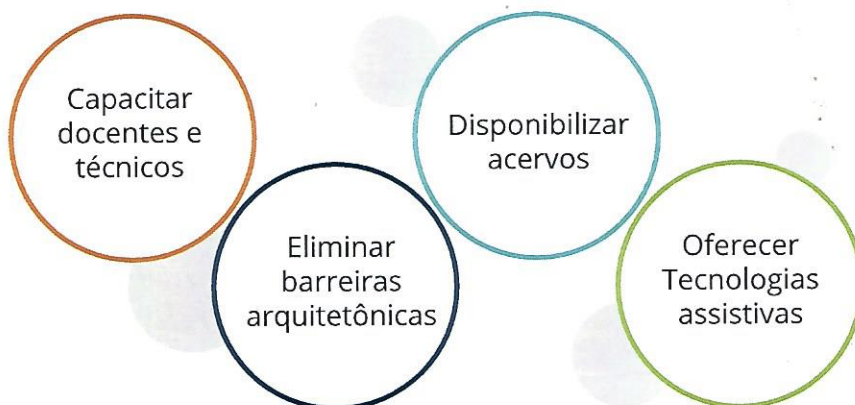 Capacitar
docentes e
técnicos
Eliminar
barreiras
arquitetônicas
Disponibilizar
acervos
Oferecer
Tecnologias
assistivas